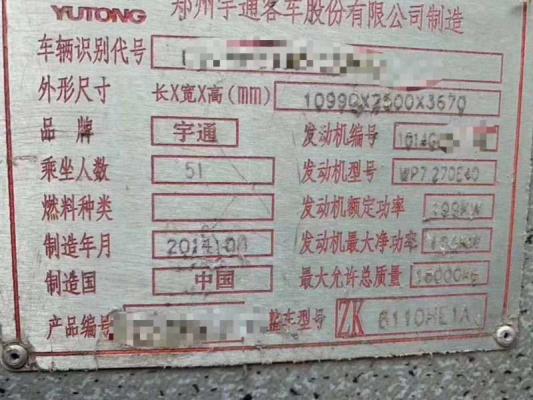 YUTONG 郑州宇通客车股份有限公司制造
车辆识别代号
外形尺寸 长X宽X高(mm) 10990X2500X3670
品牌 宇通 发动机编号 1614G
乘坐人数 51 发动机型号 WP7.270E40
燃料种类 发动机额定功率 199KW
制造年月 2014 发动机最大净功率
制造国 中国 最大允许总质量
产品编号 整车型号 ZK 6110HE1A